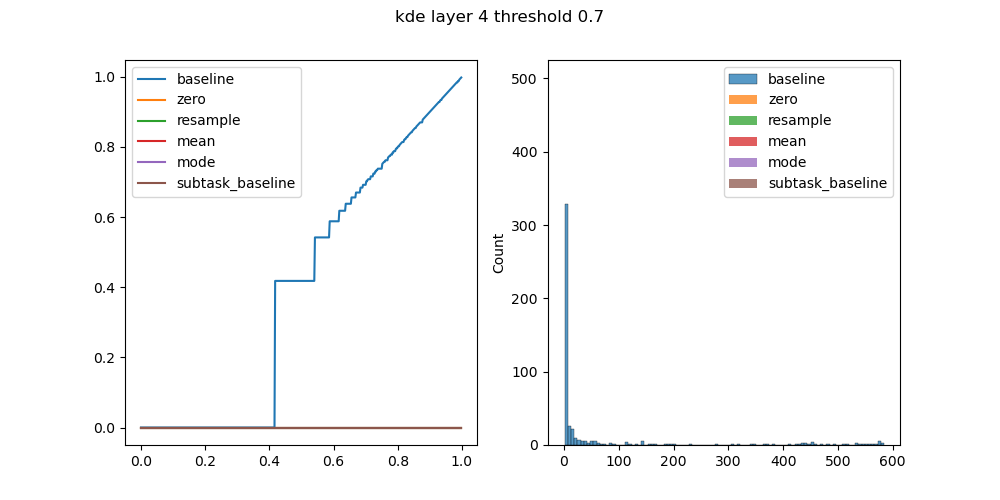 kde layer 4 threshold 0.7
1.0
0.8
0.6
0.4
0.2
0.0
0.0
0.2
0.4
0.6
0.8
1.0
baseline
zero
resample
mean
mode
subtask_baseline
Count
500
400
300
200
100
0
0
100
200
300
400
500
600
baseline
zero
resample
mean
mode
subtask_baseline